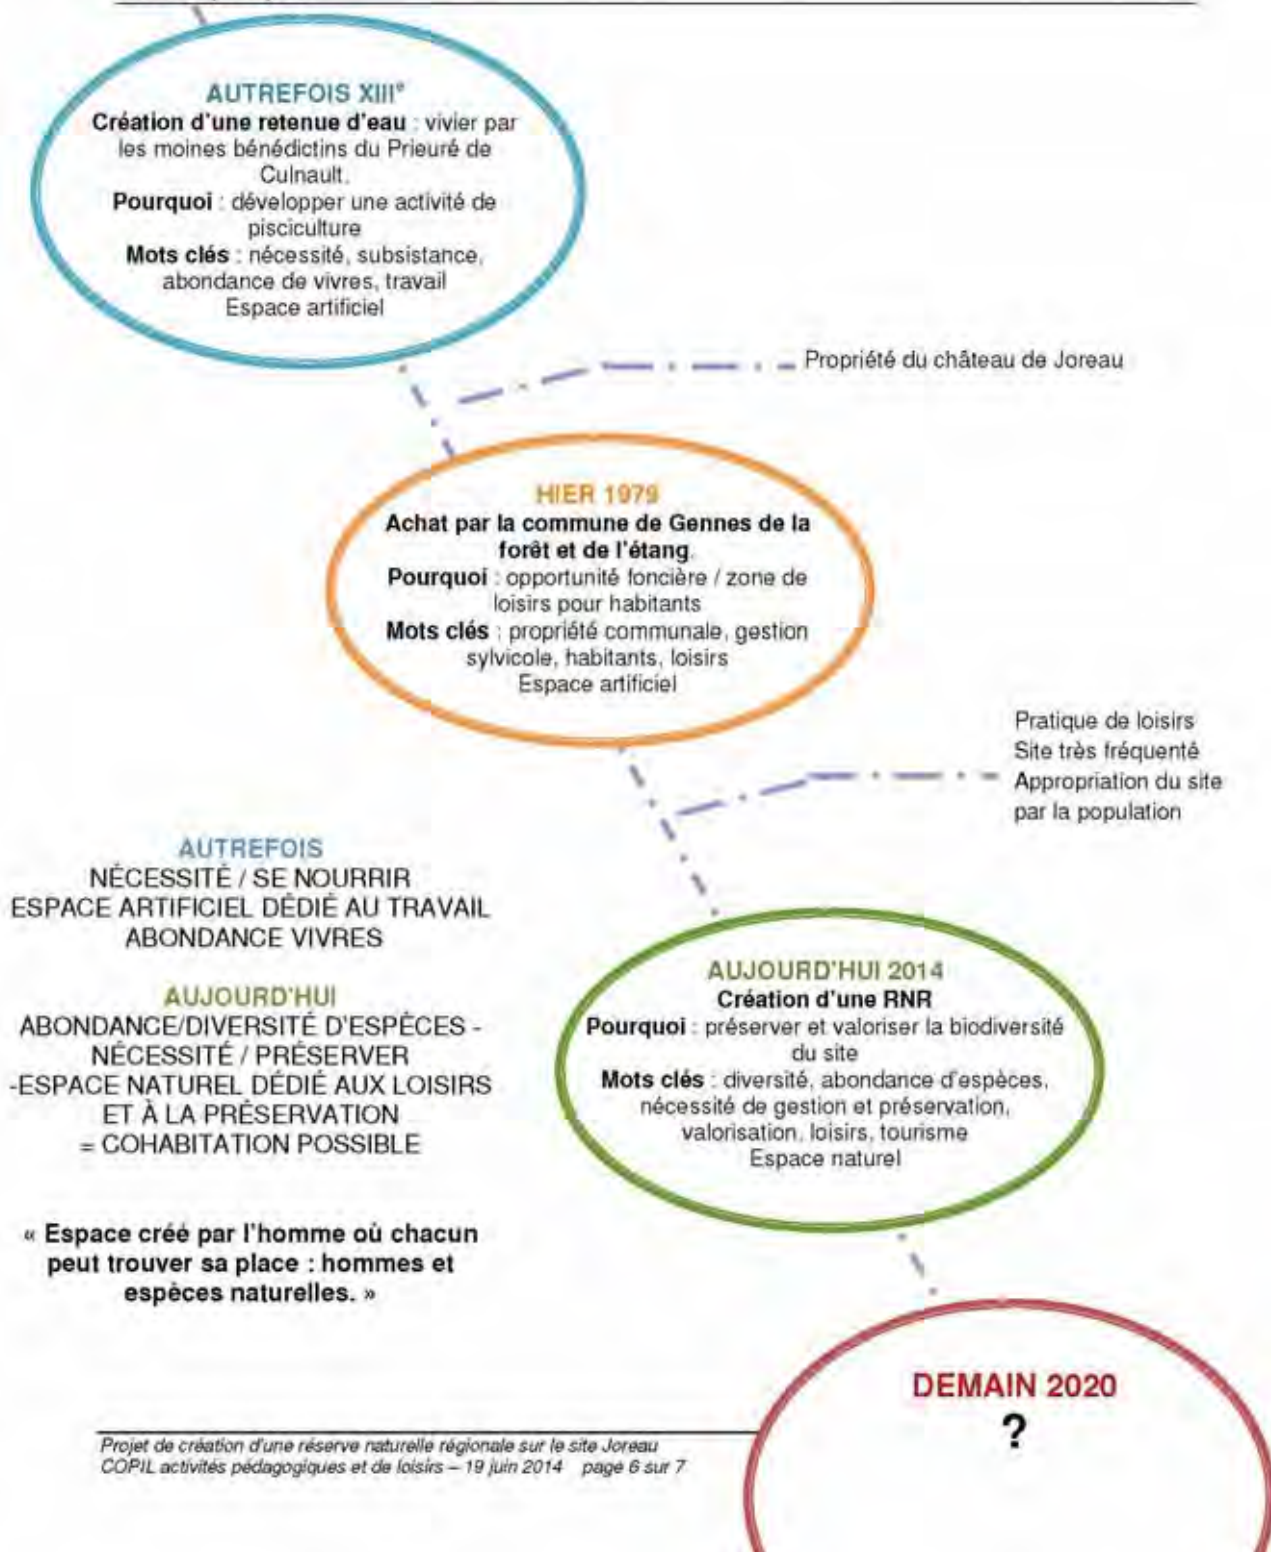 AUTREFOIS XIII°
Création d'une retenue d'eau : vivier par
les moines bénédictins du Prieuré de
Culnault.
Pourquoi : développer une activité de
pisciculture
Mots clés : nécessité, subsistance,
abondance de vivres, travail
Espace artificiel
Propriété du château de Joreau
HIER 1979
Achat par la commune de Gennes de la
forêt et de l'étang.
Pourquoi : opportunité foncière / zone de
loisirs pour habitants
Mots clés : propriété communale, gestion
sylvicole, habitants, loisirs
Espace artificiel
Pratique de loisirs
Site très fréquenté
Appropriation du site
par la population
AUTREFOIS
NÉCESSITÉ / SE NOURRIR
ESPACE ARTIFICIEL DÉDIÉ AU TRAVAIL
ABONDANCE VIVRES
AUJOURD'HUI
ABONDANCE/DIVERSITÉ D'ESPÈCES -
NÉCESSITÉ / PRÉSERVER
-ESPACE NATUREL DÉDIÉ AUX LOISIRS
ET À LA PRÉSERVATION
= COHABITATION POSSIBLE
« Espace créé par l'homme où chacun
peut trouver sa place : hommes et
espèces naturelles. »
AUJOURD'HUI 2014
Création d'une RNR
Pourquoi : préserver et valoriser la biodiversité
du site
Mots clés : diversité, abondance d'espèces,
nécessité de gestion et préservation,
valorisation, loisirs, tourisme
Espace naturel
DEMAIN 2020
?
Projet de création d'une réserve naturelle régionale sur le site Joreau
COPIL activités pédagogiques et de loisirs – 19 juin 2014 page 6 sur 7